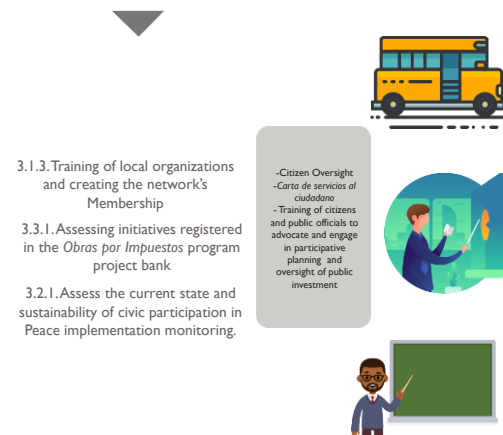 3.1.3. Training of local organizations
and creating the network's
Membership
3.3.1. Assessing initiatives registered
in the Obras por Impuestos program
project bank
3.2.1. Assess the current state and
sustainability of civic participation in
Peace implementation monitoring.
-Citizen Oversight
-Carta de servicios al
ciudadano
- Training of citizens
and public officials to
advocate and engage
in participative
planning and
oversight of public
investment